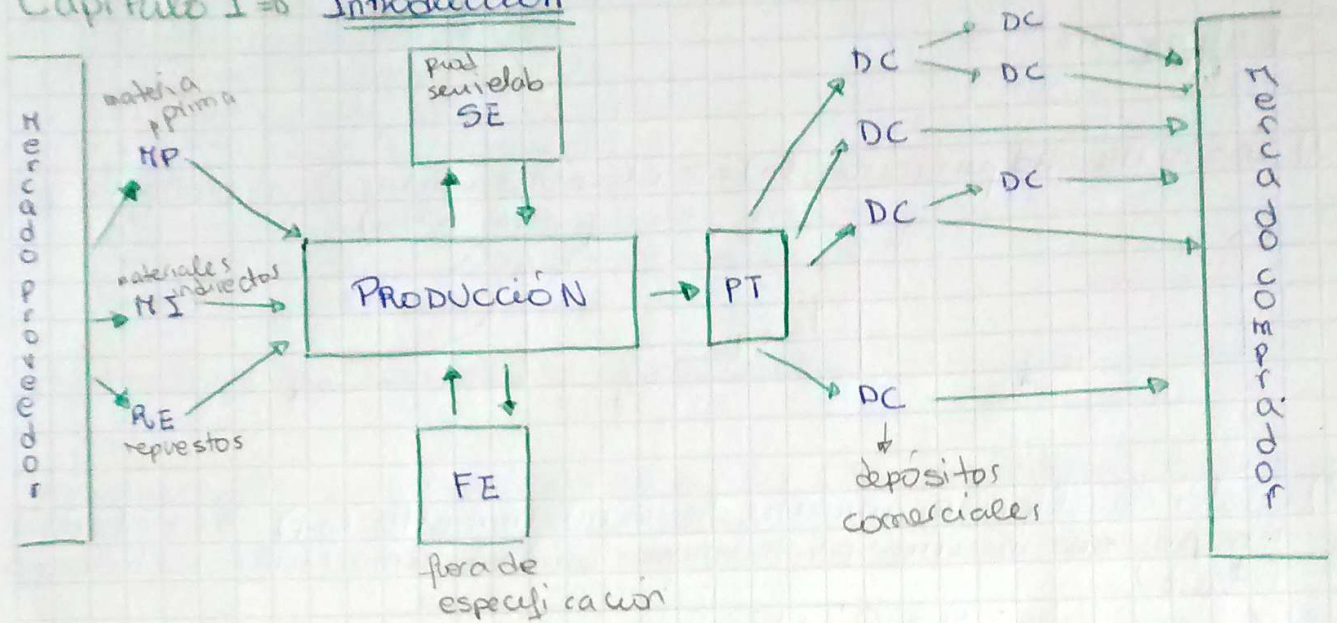 Capítulo I => Introducción
Mercado proveedor
materia
prima
MP
materiales
indirectos
MI
RE
repuestos
prod
semielab
SE
PRODUCCIÓN
FE
fuera de
especificación
PT
DC
DC
DC
DC
DC
DC
DC
depósitos
comerciales
Mercado comprador